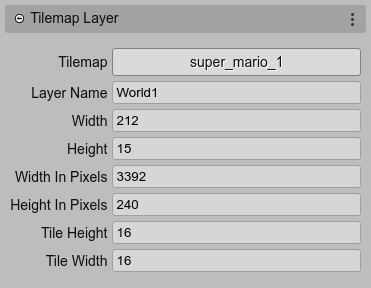 Tilemap Layer
Tilemap super_mario_1
Layer Name World1
Width 212
Height 15
Width In Pixels 3392
Height In Pixels 240
Tile Height 16
Tile Width 16